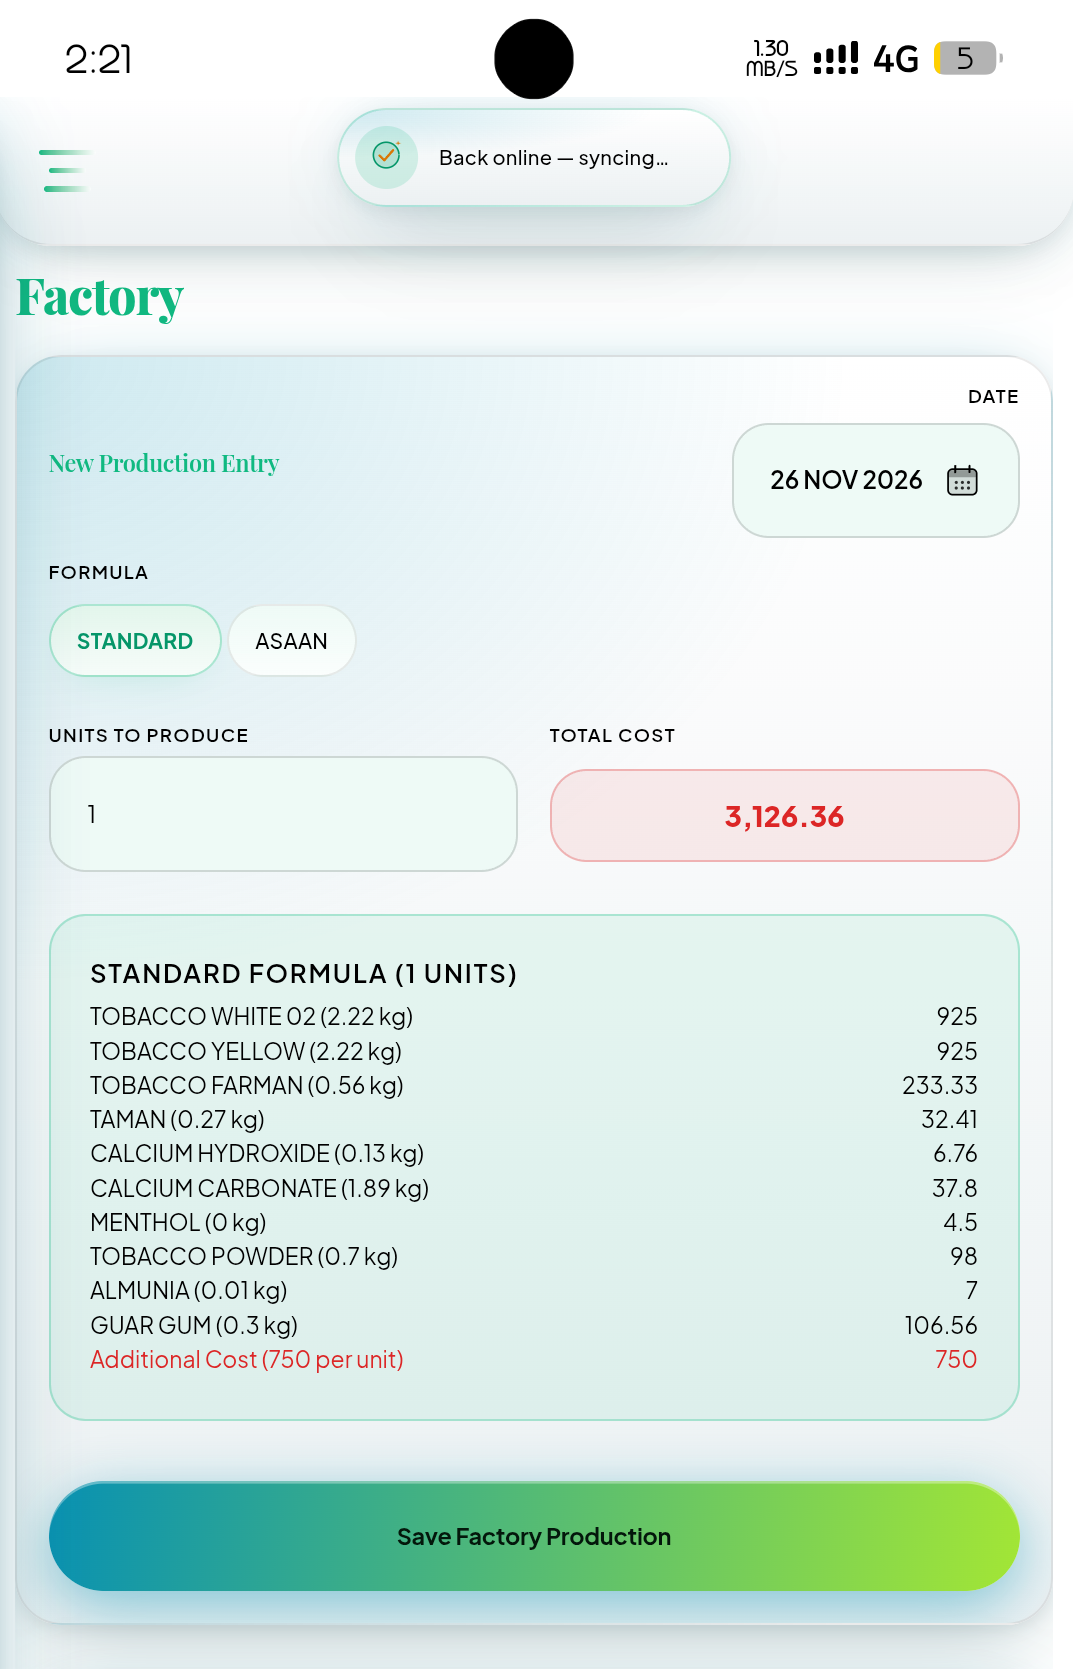 2:21
1.30
MB/S
4G
5
Back online — syncing...
Factory
DATE
New Production Entry
26 NOV 2026
FORMULA
STANDARD
ASAAN
UNITS TO PRODUCE
TOTAL COST
1
3,126.36
STANDARD FORMULA (1 UNITS)
TOBACCO WHITE 02 (2.22 kg) 925
TOBACCO YELLOW (2.22 kg) 925
TOBACCO FARMAN (0.56 kg) 233.33
TAMAN (0.27 kg) 32.41
CALCIUM HYDROXIDE (0.13 kg) 6.76
CALCIUM CARBONATE (1.89 kg) 37.8
MENTHOL (0 kg) 4.5
TOBACCO POWDER (0.7 kg) 98
ALMUNIA (0.01 kg) 7
GUAR GUM (0.3 kg) 106.56
Additional Cost (750 per unit) 750
Save Factory Production